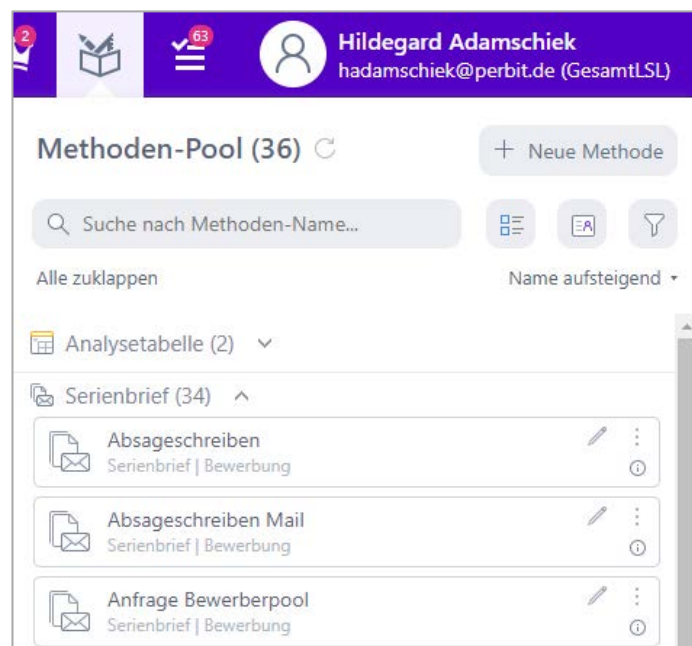 2
63
Hildegard Adamschiek
hadamschiek@perbit.de (GesamtLSL)
Methoden-Pool (36)
+ Neue Methode
Suche nach Methoden-Name...
Alle zuklappen
Name aufsteigend
Analysetabelle (2)
Serienbrief (34)
Absageschreiben
Serienbrief | Bewerbung
Absageschreiben Mail
Serienbrief | Bewerbung
Anfrage Bewerberpool
Serienbrief | Bewerbung